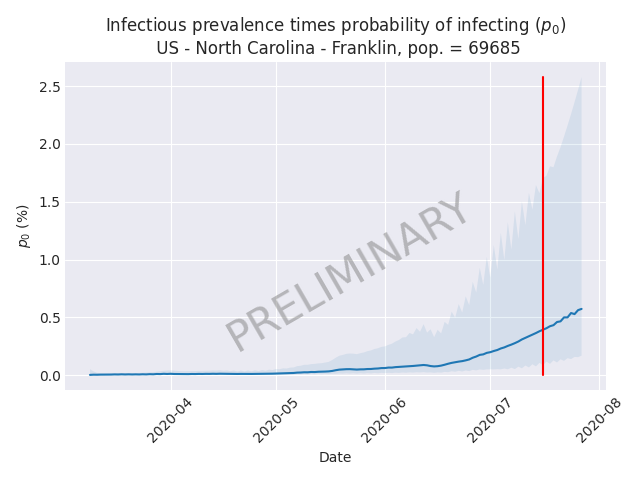 Infectious prevalence times probability of infecting (p₀)
US - North Carolina - Franklin, pop. = 69685
2.5
2.0
1.5
1.0
0.5
0.0
p₀ (%)
PRELIMINARY
2020-04
2020-05
2020-06
2020-07
2020-08
Date